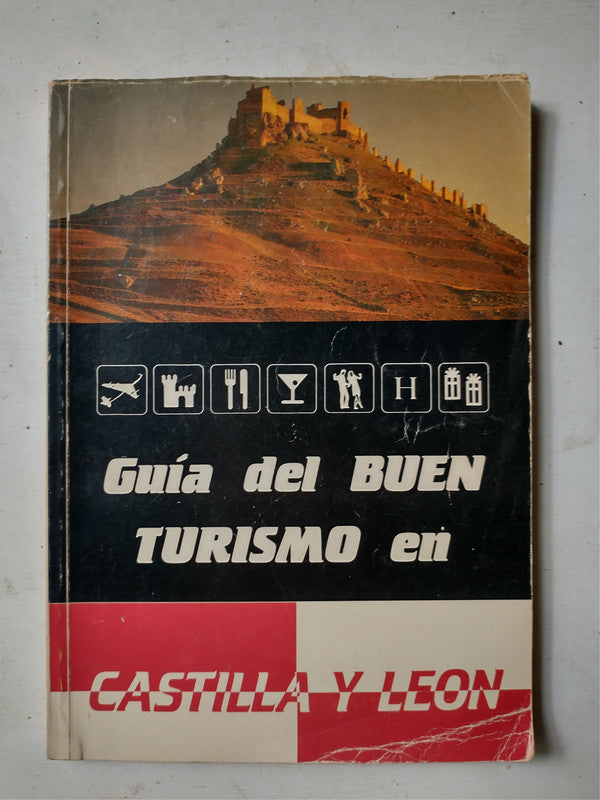 H
Guía del BUEN
TURISMO en
CASTILLA Y LEON